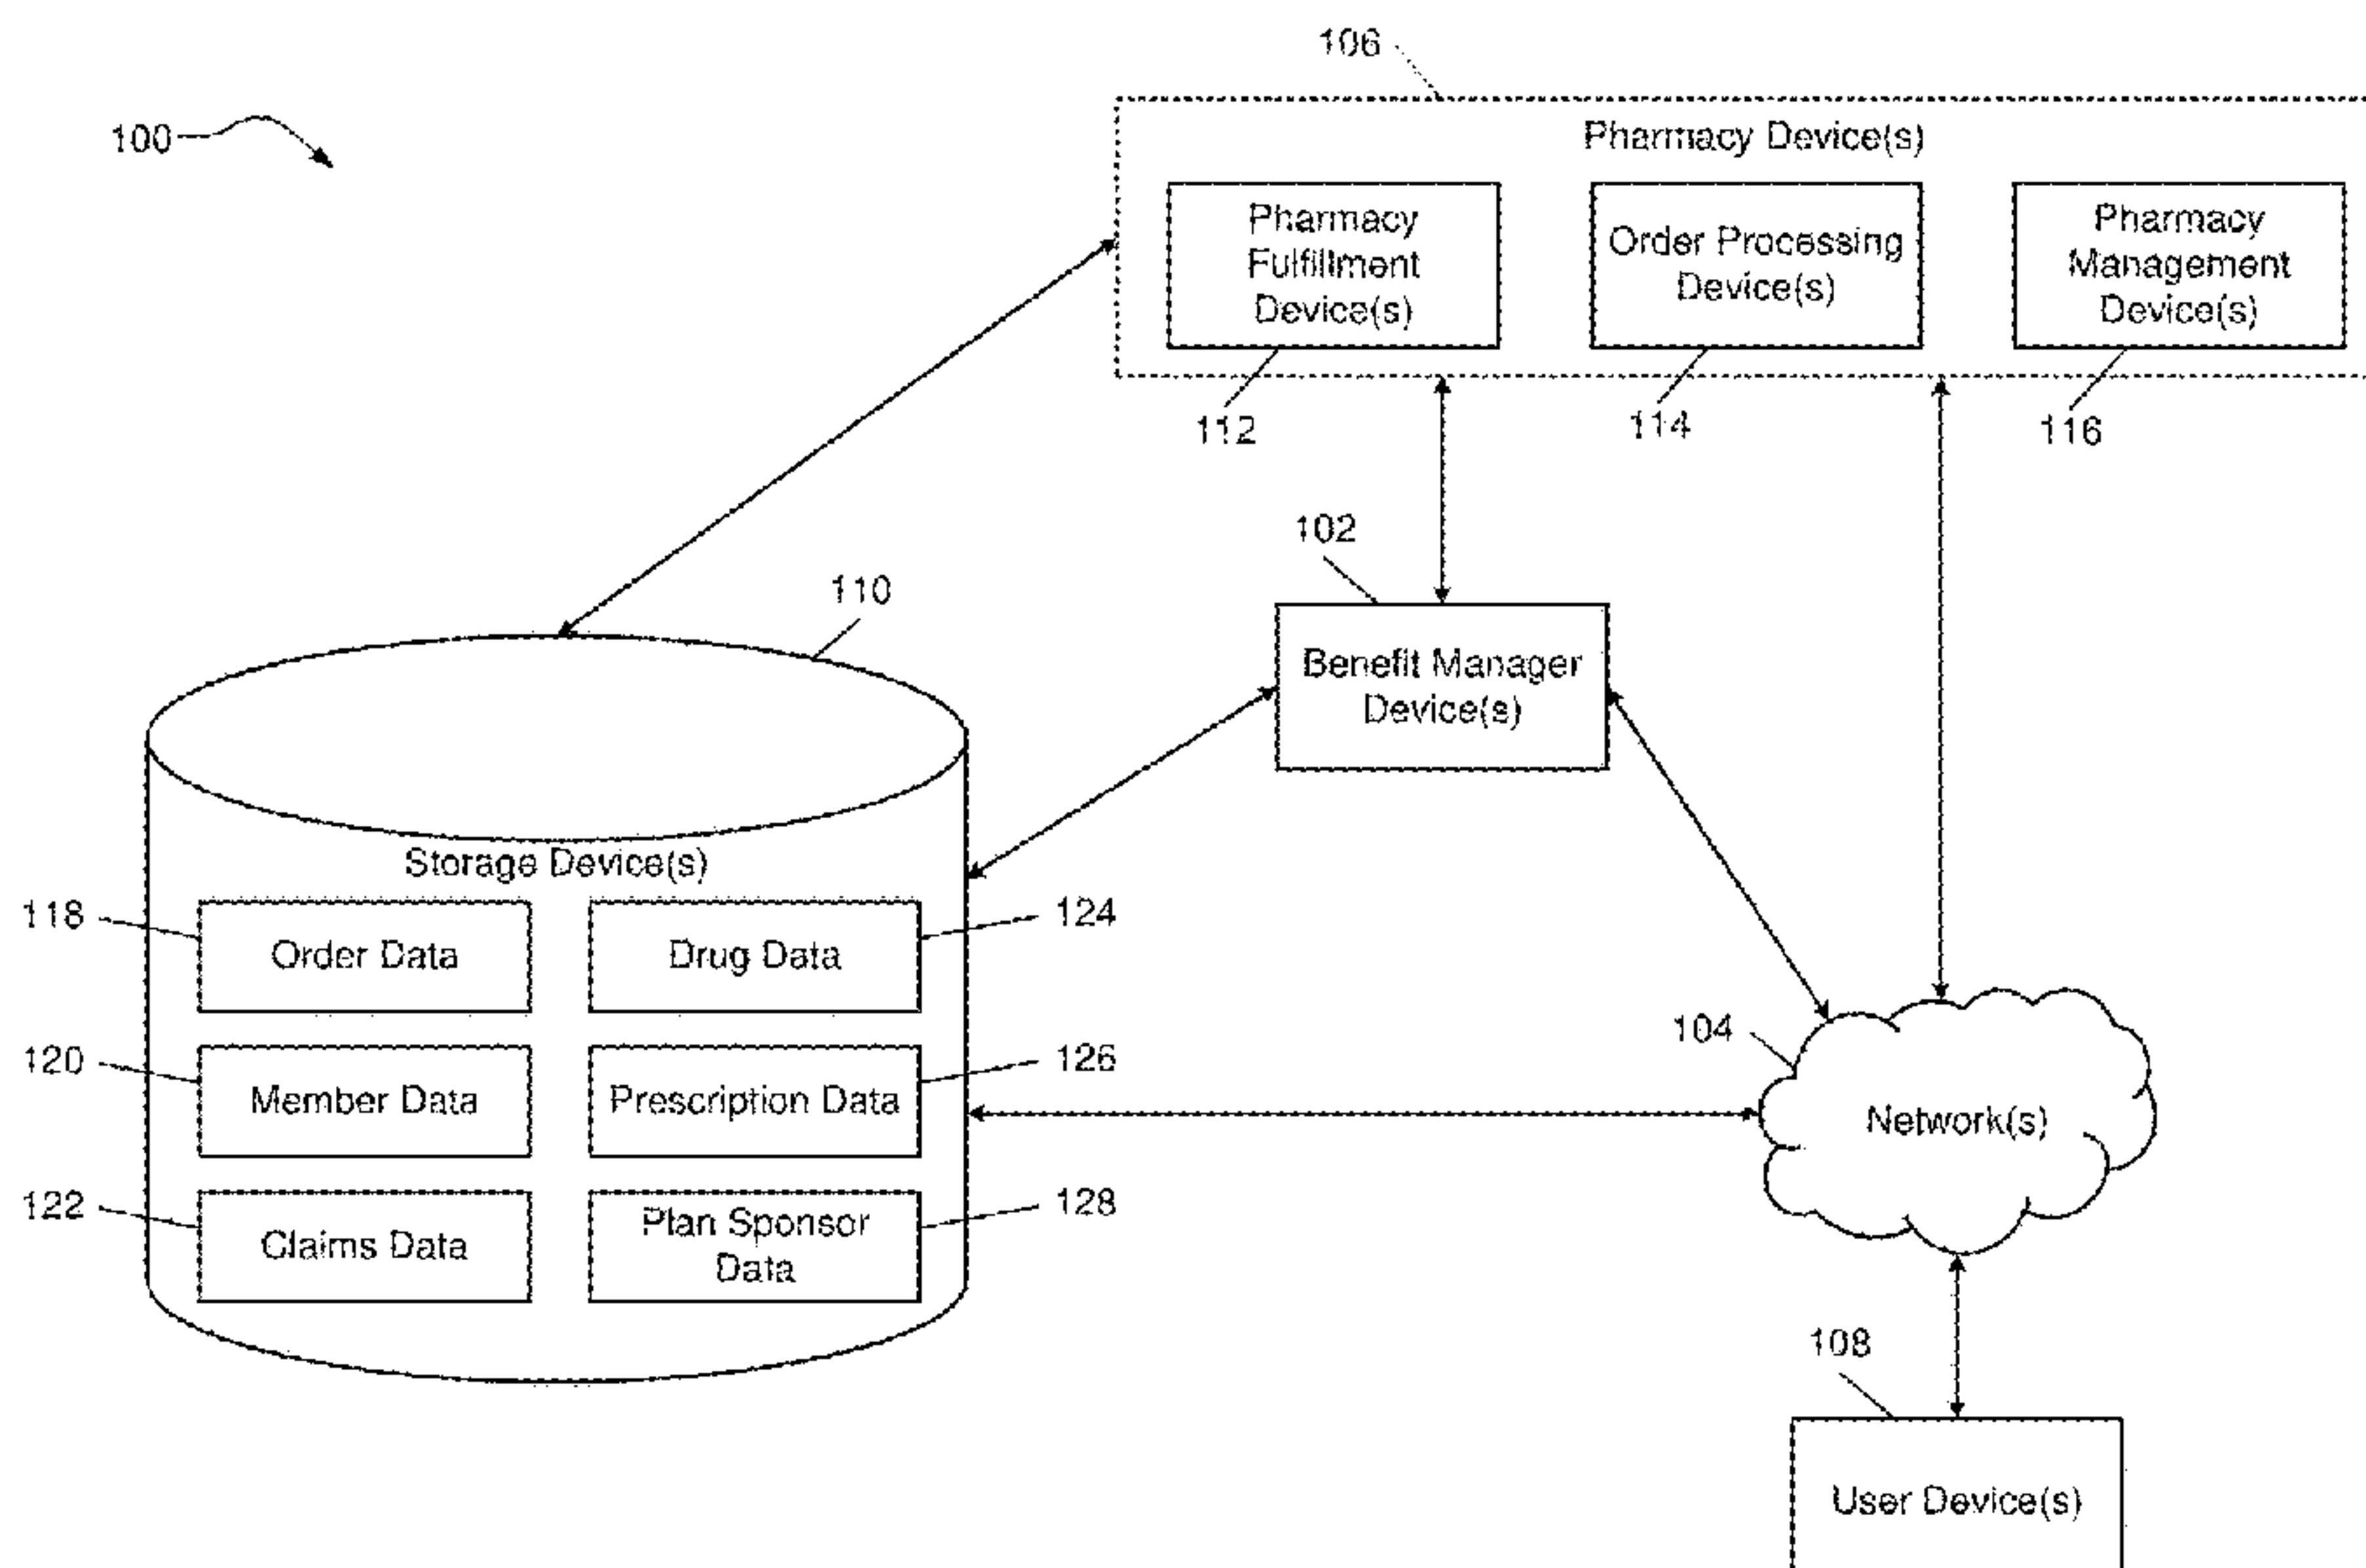 106
100
Pharmacy Device(s)
Pharmacy
Fulfillment
Device(s)
Order Processing
Device(s)
Pharmacy
Management
Device(s)
112
114
116
102
110
Benefit Manager
Device(s)
Storage Device(s)
118
Order Data
Drug Data
124
120
Member Data
Prescription Data
126
122
Claims Data
Plan Sponsor
Data
128
104
Network(s)
108
User Device(s)